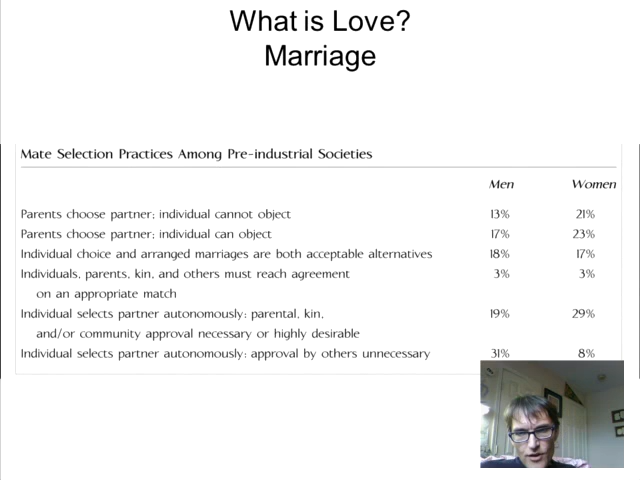 What is Love?
Marriage
Mate Selection Practices Among Pre-industrial Societies
Men Women
Parents choose partner; individual cannot object 13% 21%
Parents choose partner; individual can object 17% 23%
Individual choice and arranged marriages are both acceptable alternatives 18% 17%
Individuals, parents, kin, and others must reach agreement 3% 3%
on an appropriate match
Individual selects partner autonomously: parental, kin, 19% 29%
and/or community approval necessary or highly desirable
Individual selects partner autonomously: approval by others unnecessary 31% 8%